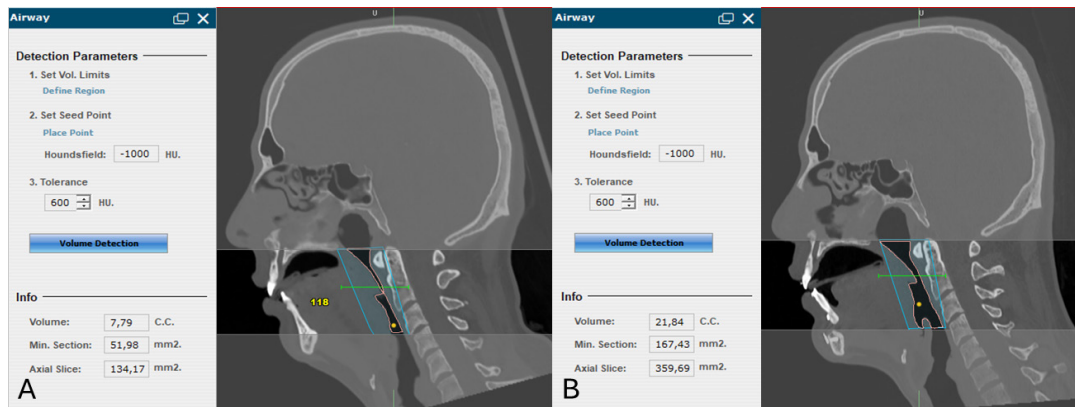 Airway
Detection Parameters
1. Set Vol. Limits
Define Region
2. Set Seed Point
Place Point
Houndsfield: -1000 HU.
3. Tolerance
600 HU.
Volume Detection
Info
Volume: 7,79 C.C.
Min. Section: 51,98 mm2.
Axial Slice: 134,17 mm2.
A
U
118
Airway
Detection Parameters
1. Set Vol. Limits
Define Region
2. Set Seed Point
Place Point
Houndsfield: -1000 HU.
3. Tolerance
600 HU.
Volume Detection
Info
Volume: 21,84 C.C.
Min. Section: 167,43 mm2.
Axial Slice: 359,69 mm2.
B
U